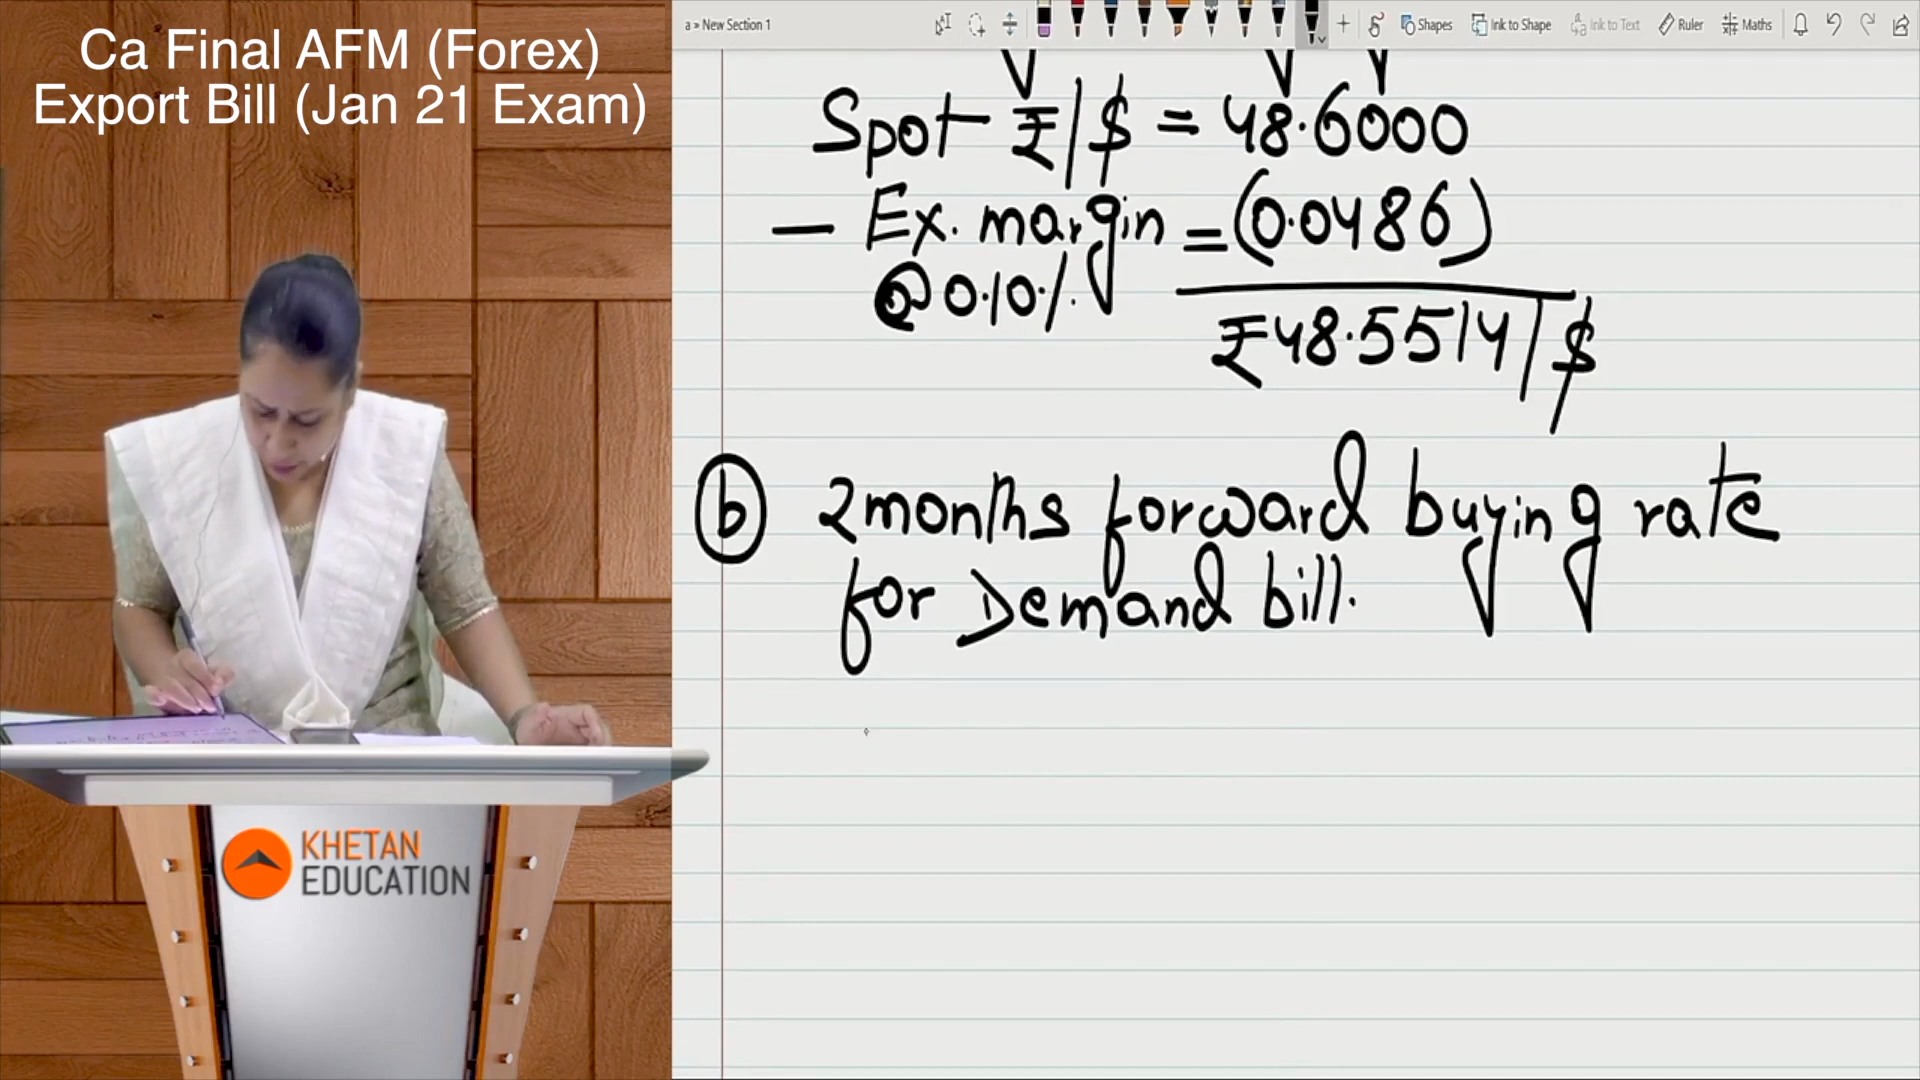 Ca Final AFM (Forex)
Export Bill (Jan 21 Exam)
a » New Section 1
Shapes
Ink to Shape
Ink to Text
Ruler
Maths
Spot ₹/$ = 48.6000
— Ex. margin = (0.0486)
@ 0.10%.
₹48.5514/$
b 2 months forward buying rate
for Demand bill.
KHETAN
EDUCATION